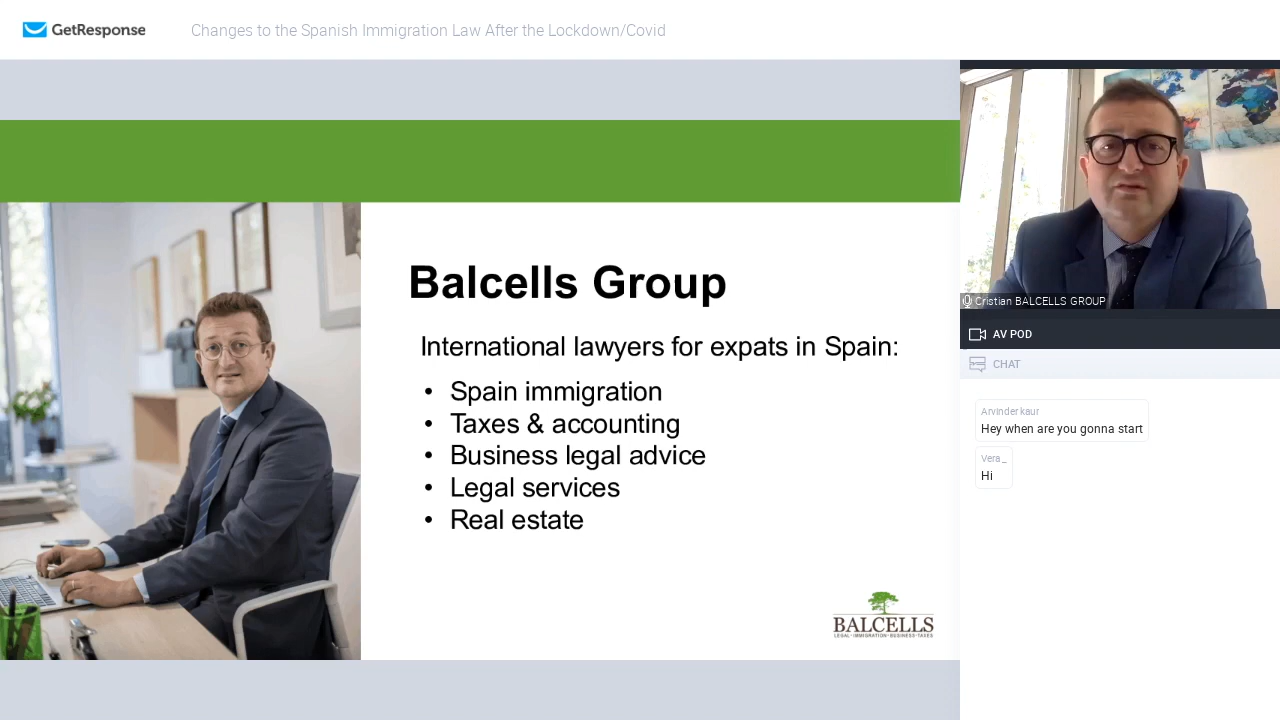 GetResponse
Changes to the Spanish Immigration Law After the Lockdown/Covid
Balcells Group
International lawyers for expats in Spain:
• Spain immigration
• Taxes & accounting
• Business legal advice
• Legal services
• Real estate
BALCELLS
LEGAL·IMMIGRATION·BUSINESS·TAXES
Cristian BALCELLS GROUP
AV POD
CHAT
Arvinder kaur
Hey when are you gonna start
Vera_
Hi